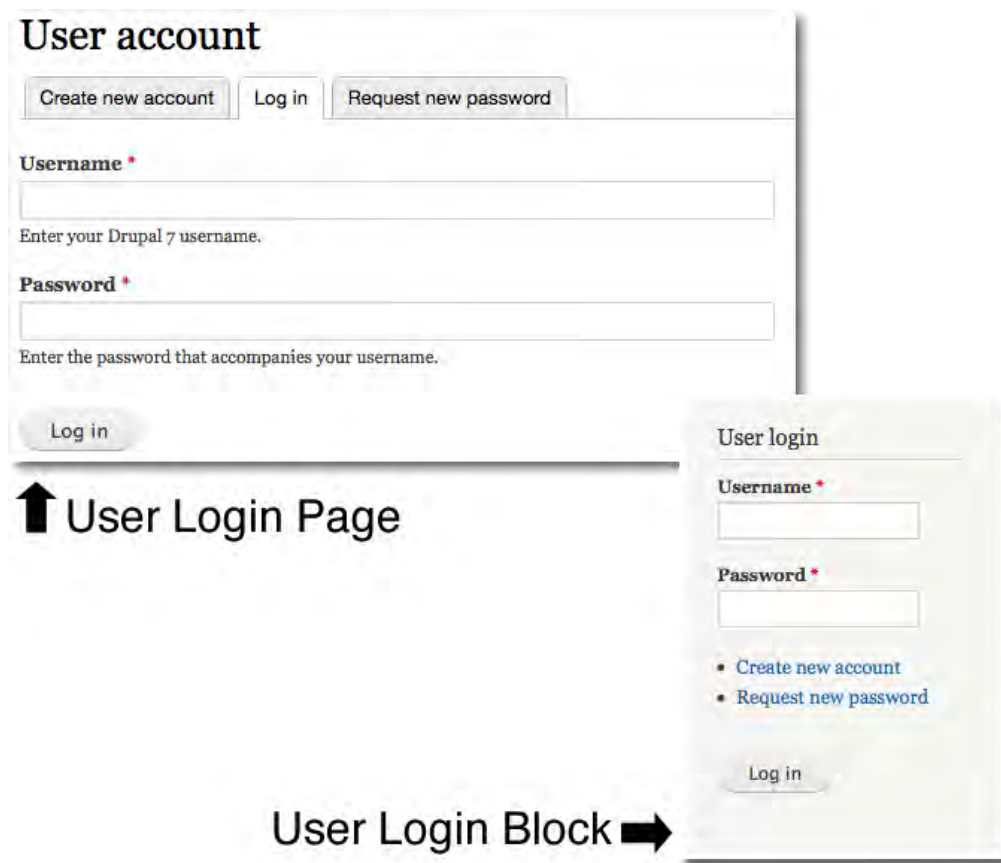 User account
Create new account Log in Request new password
Username *
Enter your Drupal 7 username.
Password *
Enter the password that accompanies your username.
Log in
User Login Page
User login
Username *
Password *
• Create new account
• Request new password
Log in
User Login Block